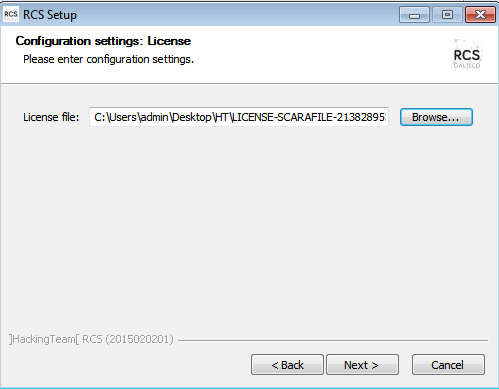 RCS RCS Setup
Configuration settings: License
Please enter configuration settings.
RCS
GALILEO
License file: C:\Users\admin\Desktop\HT\LICENSE-SCARAFILE-21382895 Browse...
]HackingTeam[ RCS (2015020201)
< Back Next > Cancel